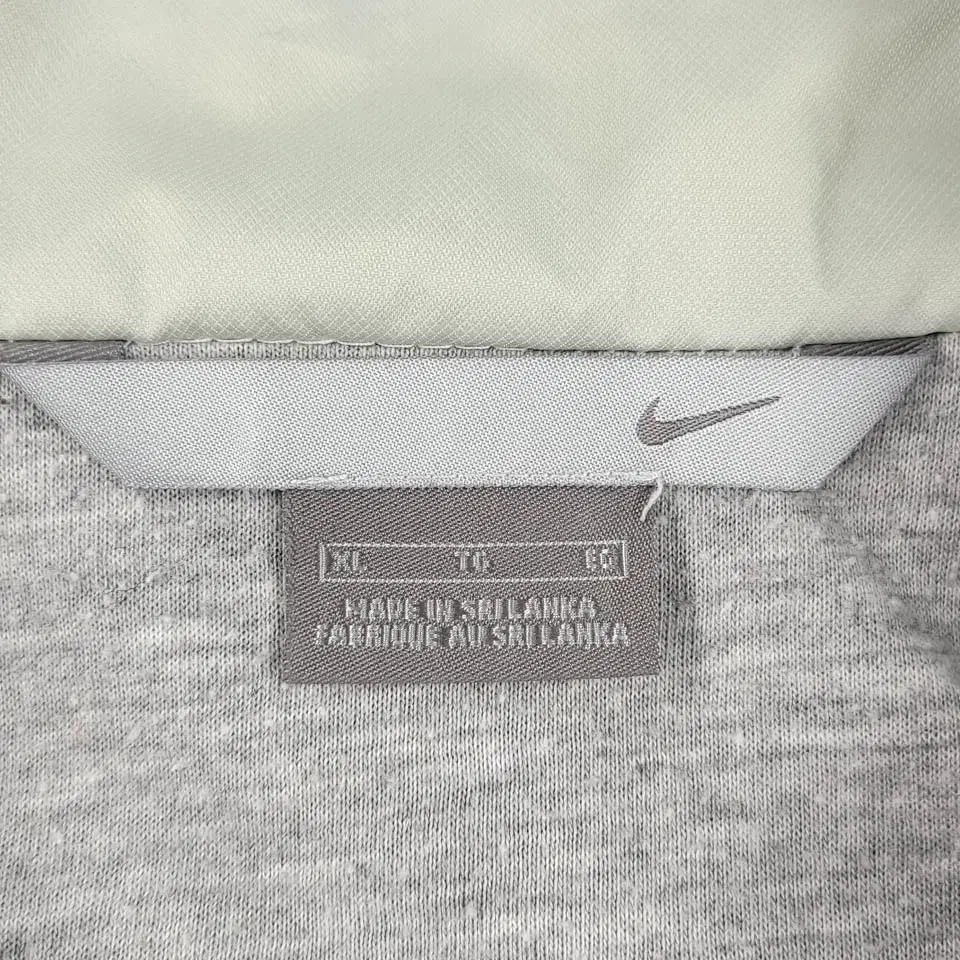 XL TG EG
MADE IN SRI LANKA
FABRIQUE AU SRI LANKA